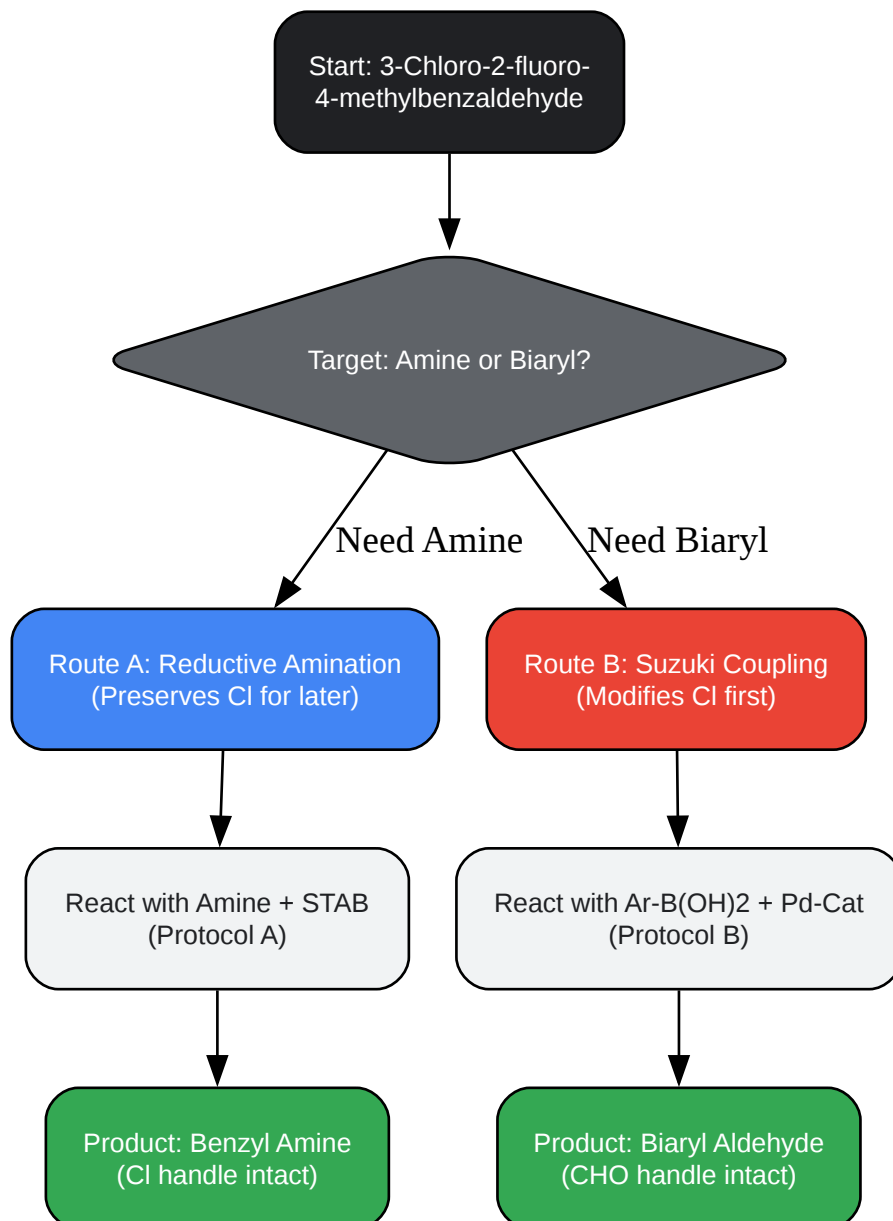 Start: 3-Chloro-2-fluoro-
4-methylbenzaldehyde
Target: Amine or Biaryl?
Need Amine
Need Biaryl
Route A: Reductive Amination
(Preserves Cl for later)
Route B: Suzuki Coupling
(Modifies Cl first)
React with Amine + STAB
(Protocol A)
React with Ar-B(OH)2 + Pd-Cat
(Protocol B)
Product: Benzyl Amine
(Cl handle intact)
Product: Biaryl Aldehyde
(CHO handle intact)